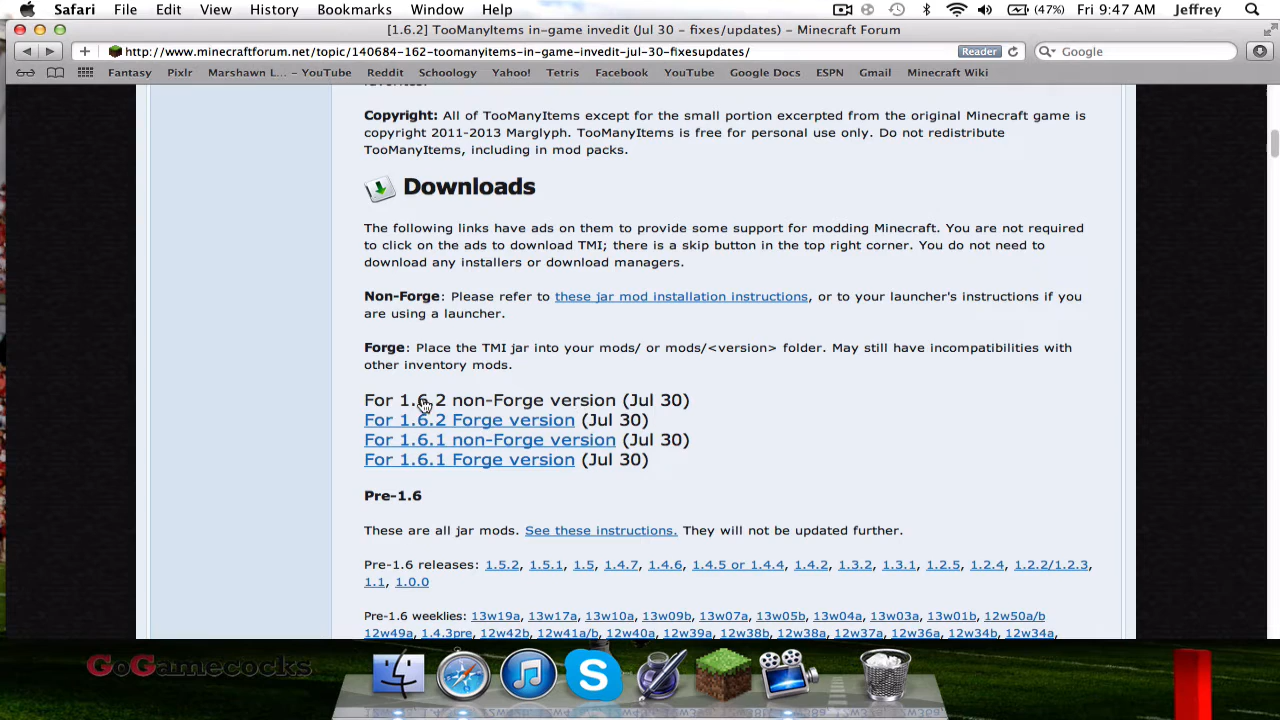 Safari File Edit View History Bookmarks Window Help (47%) Fri 9:47 AM Jeffrey
[1.6.2] TooManyItems in-game invedit (Jul 30 - fixes/updates) – Minecraft Forum
http://www.minecraftforum.net/topic/140684-162-toomanyitems-in-game-invedit-jul-30-fixesupdates/ Reader Google
Fantasy Pixlr Marshawn L... – YouTube Reddit Schoology Yahoo! Tetris Facebook YouTube Google Docs ESPN Gmail Minecraft Wiki
Copyright: All of TooManyItems except for the small portion excerpted from the original Minecraft game is
copyright 2011-2013 Marglyph. TooManyItems is free for personal use only. Do not redistribute
TooManyItems, including in mod packs.
Downloads
The following links have ads on them to provide some support for modding Minecraft. You are not required
to click on the ads to download TMI; there is a skip button in the top right corner. You do not need to
download any installers or download managers.
Non-Forge: Please refer to these jar mod installation instructions, or to your launcher's instructions if you
are using a launcher.
Forge: Place the TMI jar into your mods/ or mods/<version> folder. May still have incompatibilities with
other inventory mods.
For 1.6.2 non-Forge version (Jul 30)
For 1.6.2 Forge version (Jul 30)
For 1.6.1 non-Forge version (Jul 30)
For 1.6.1 Forge version (Jul 30)
Pre-1.6
These are all jar mods. See these instructions. They will not be updated further.
Pre-1.6 releases: 1.5.2, 1.5.1, 1.5, 1.4.7, 1.4.6, 1.4.5 or 1.4.4, 1.4.2, 1.3.2, 1.3.1, 1.2.5, 1.2.4, 1.2.2/1.2.3,
1.1, 1.0.0
Pre-1.6 weeklies: 13w19a, 13w17a, 13w10a, 13w09b, 13w07a, 13w05b, 13w04a, 13w03a, 13w01b, 12w50a/b
12w49a, 1.4.3pre, 12w42b, 12w41a/b, 12w40a, 12w39a, 12w38b, 12w38a, 12w37a, 12w36a, 12w34b, 12w34a,
GoGamecocks